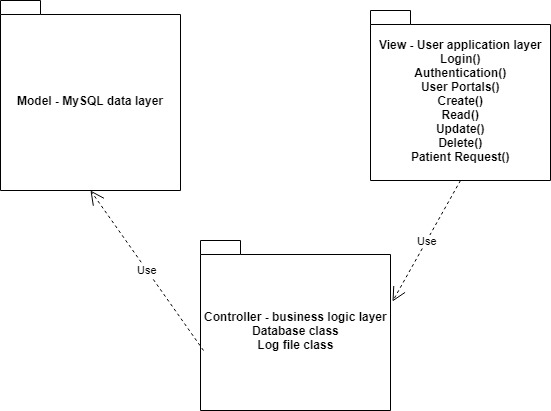 Model - MySQL data layer
View - User application layer
Login()
Authentication()
User Portals()
Create()
Read()
Update()
Delete()
Patient Request()
Use
Use
Controller - business logic layer
Database class
Log file class